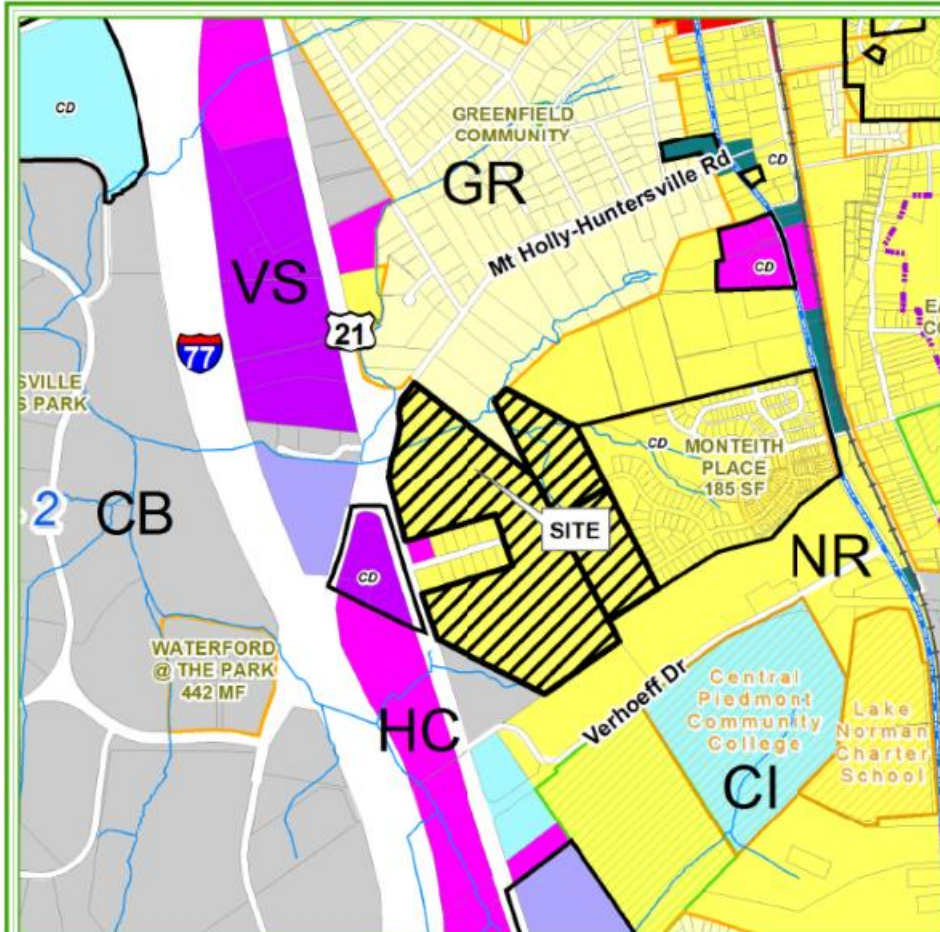 CD
GREENFIELD
COMMUNITY
GR
CD
Mt Holly-Huntersville Rd
VS
CD
21
77
SVILLE
S PARK
CD
MONTEITH
PLACE
185 SF
2
CB
SITE
NR
CD
WATERFORD
@ THE PARK
442 MF
Verhoeff Dr
HC
Central
Piedmont
Community
College
CI
Lake
Norman
Charter
School